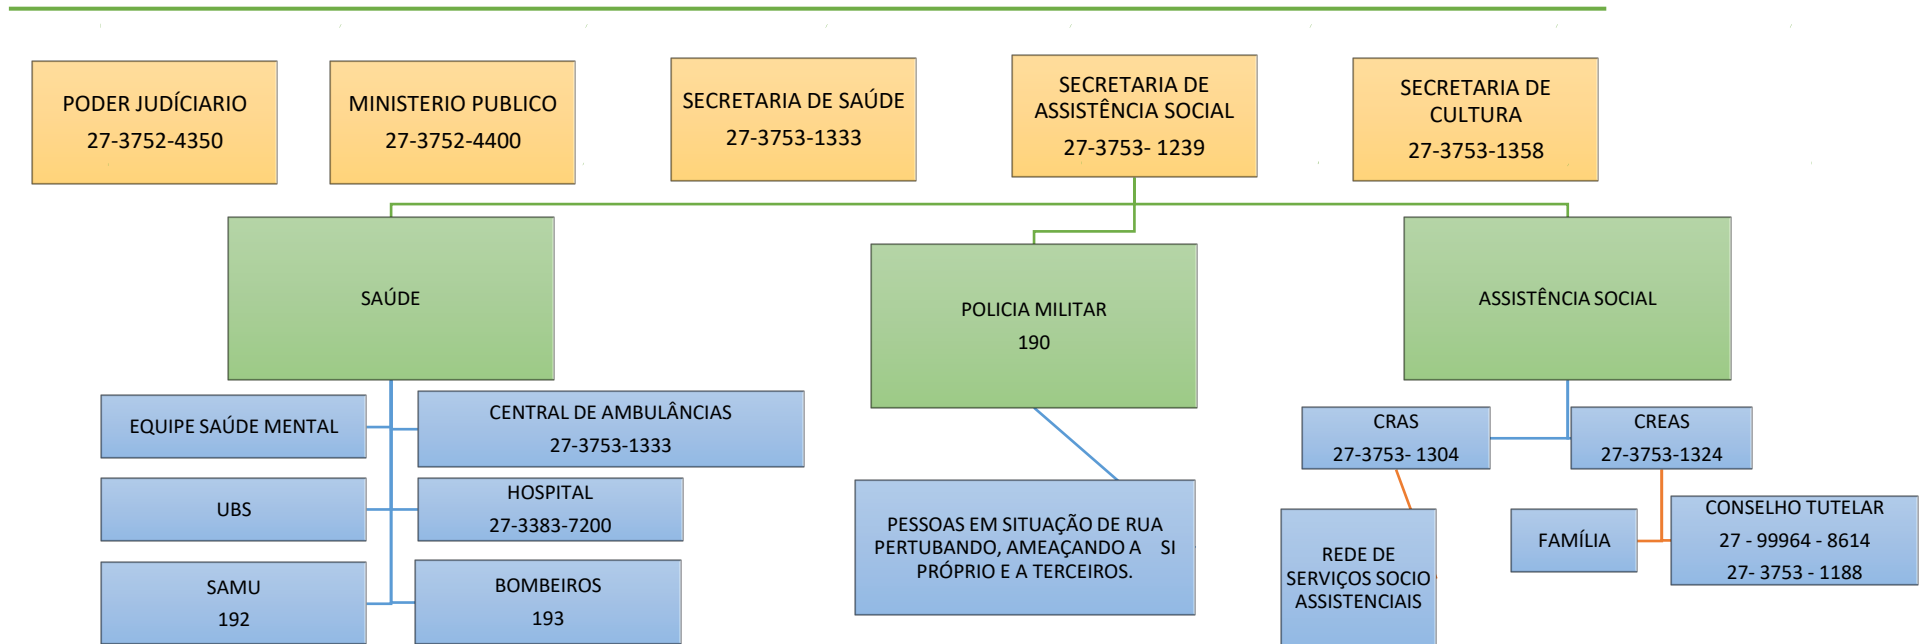 PODER JUDÍCIARIO
27-3752-4350
MINISTERIO PUBLICO
27-3752-4400
SECRETARIA DE SAÚDE
27-3753-1333
SECRETARIA DE
ASSISTÊNCIA SOCIAL
27-3753- 1239
SECRETARIA DE
CULTURA
27-3753-1358
SAÚDE
POLICIA MILITAR
190
ASSISTÊNCIA SOCIAL
EQUIPE SAÚDE MENTAL
CENTRAL DE AMBULÂNCIAS
27-3753-1333
UBS
HOSPITAL
27-3383-7200
SAMU
192
BOMBEIROS
193
PESSOAS EM SITUAÇÃO DE RUA
PERTUBANDO, AMEAÇANDO A SI
PRÓPRIO E A TERCEIROS.
CRAS
27-3753- 1304
CREAS
27-3753-1324
REDE DE
SERVIÇOS SOCIO
ASSISTENCIAIS
FAMÍLIA
CONSELHO TUTELAR
27 - 99964 - 8614
27- 3753 - 1188